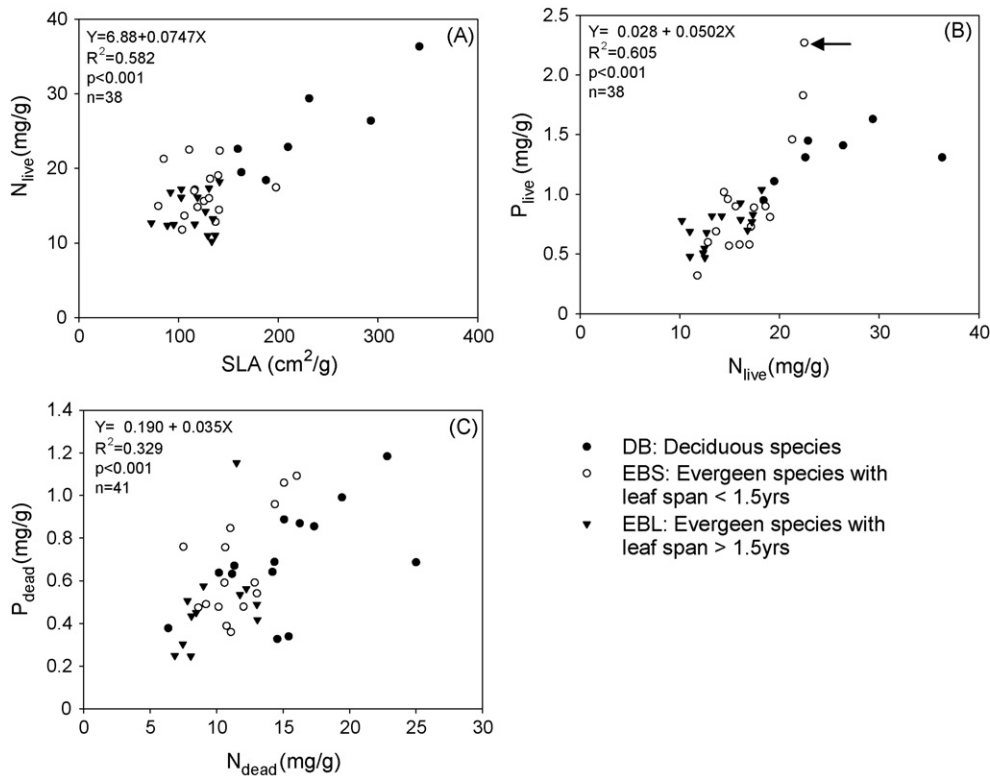 (A)
Y=6.88+0.0747X
R²=0.582
p<0.001
n=38
40
30
20
10
0
N_live(mg/g)
0 100 200 300 400
SLA (cm²/g)
(B)
Y= 0.028 + 0.0502X
R²=0.605
p<0.001
n=38
2.5
2.0
1.5
1.0
0.5
0
P_live(mg/g)
0 10 20 30 40
N_live(mg/g)
(C)
Y= 0.190 + 0.035X
R²=0.329
p<0.001
n=41
1.4
1.2
1.0
0.8
0.6
0.4
0.2
0
P_dead(mg/g)
0 5 10 15 20 25 30
N_dead(mg/g)
DB: Deciduous species
EBS: Evergeen species with
leaf span < 1.5yrs
EBL: Evergeen species with
leaf span > 1.5yrs